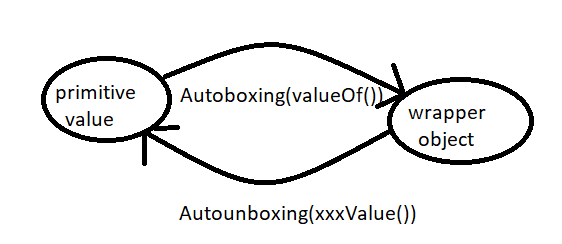 primitive
value
Autoboxing(valueOf())
wrapper
object
Autounboxing(xxxValue())